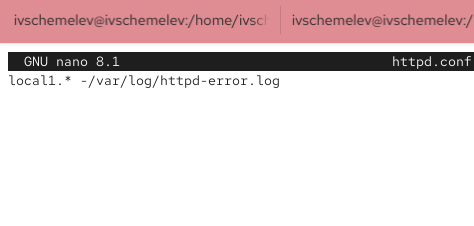 ivschemelev@ivschemelev:/home/ivsc ivschemelev@ivschemelev:/
GNU nano 8.1 httpd.conf
local1.* -/var/log/httpd-error.log